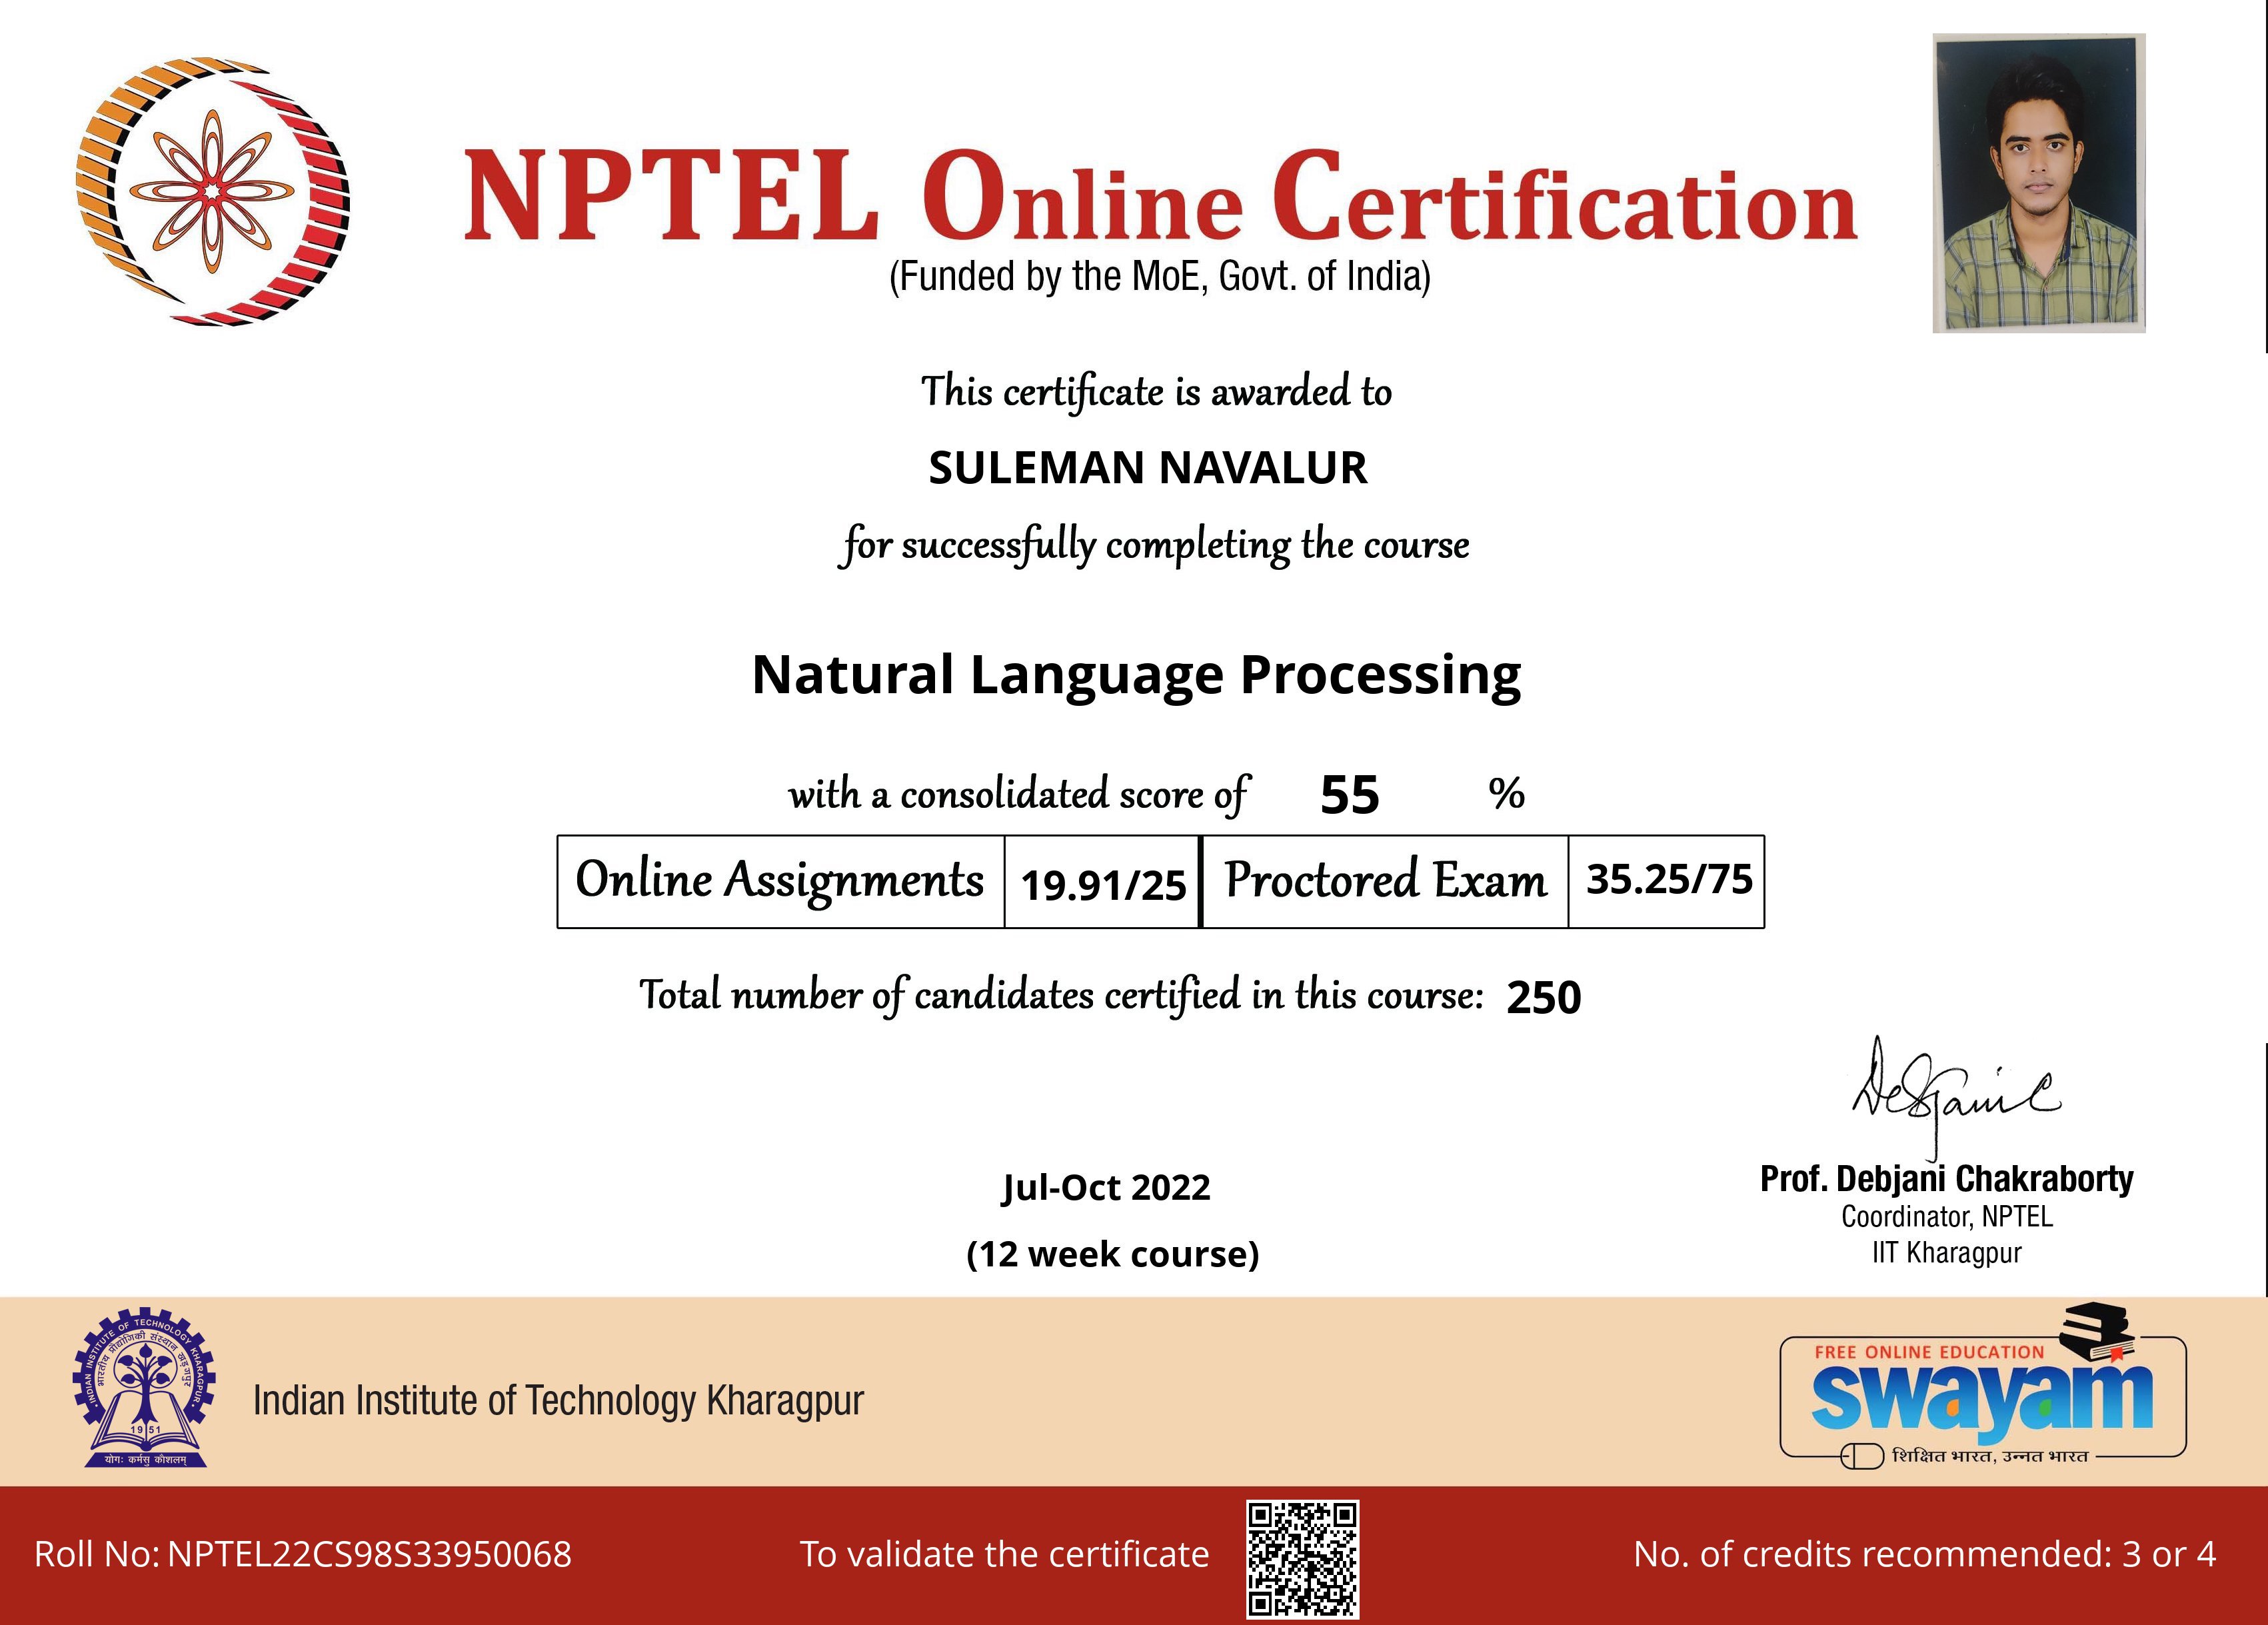 NPTEL Online Certification
(Funded by the MoE, Govt. of India)
This certificate is awarded to
SULEMAN NAVALUR
for successfully completing the course
Natural Language Processing
with a consolidated score of 55 %
Online Assignments 19.91/25 Proctored Exam 35.25/75
Total number of candidates certified in this course: 250
Debjani C
Jul-Oct 2022
(12 week course)
Prof. Debjani Chakraborty
Coordinator, NPTEL
IIT Kharagpur
INDIAN INSTITUTE OF TECHNOLOGY KHARAGPUR
भारतीय प्रौद्योगिकी संस्थान खड़गपुर
1951
योगः कर्मसु कौशलम्
Indian Institute of Technology Kharagpur
FREE ONLINE EDUCATION
swayam
शिक्षित भारत, उन्नत भारत
Roll No: NPTEL22CS98S33950068
To validate the certificate
No. of credits recommended: 3 or 4